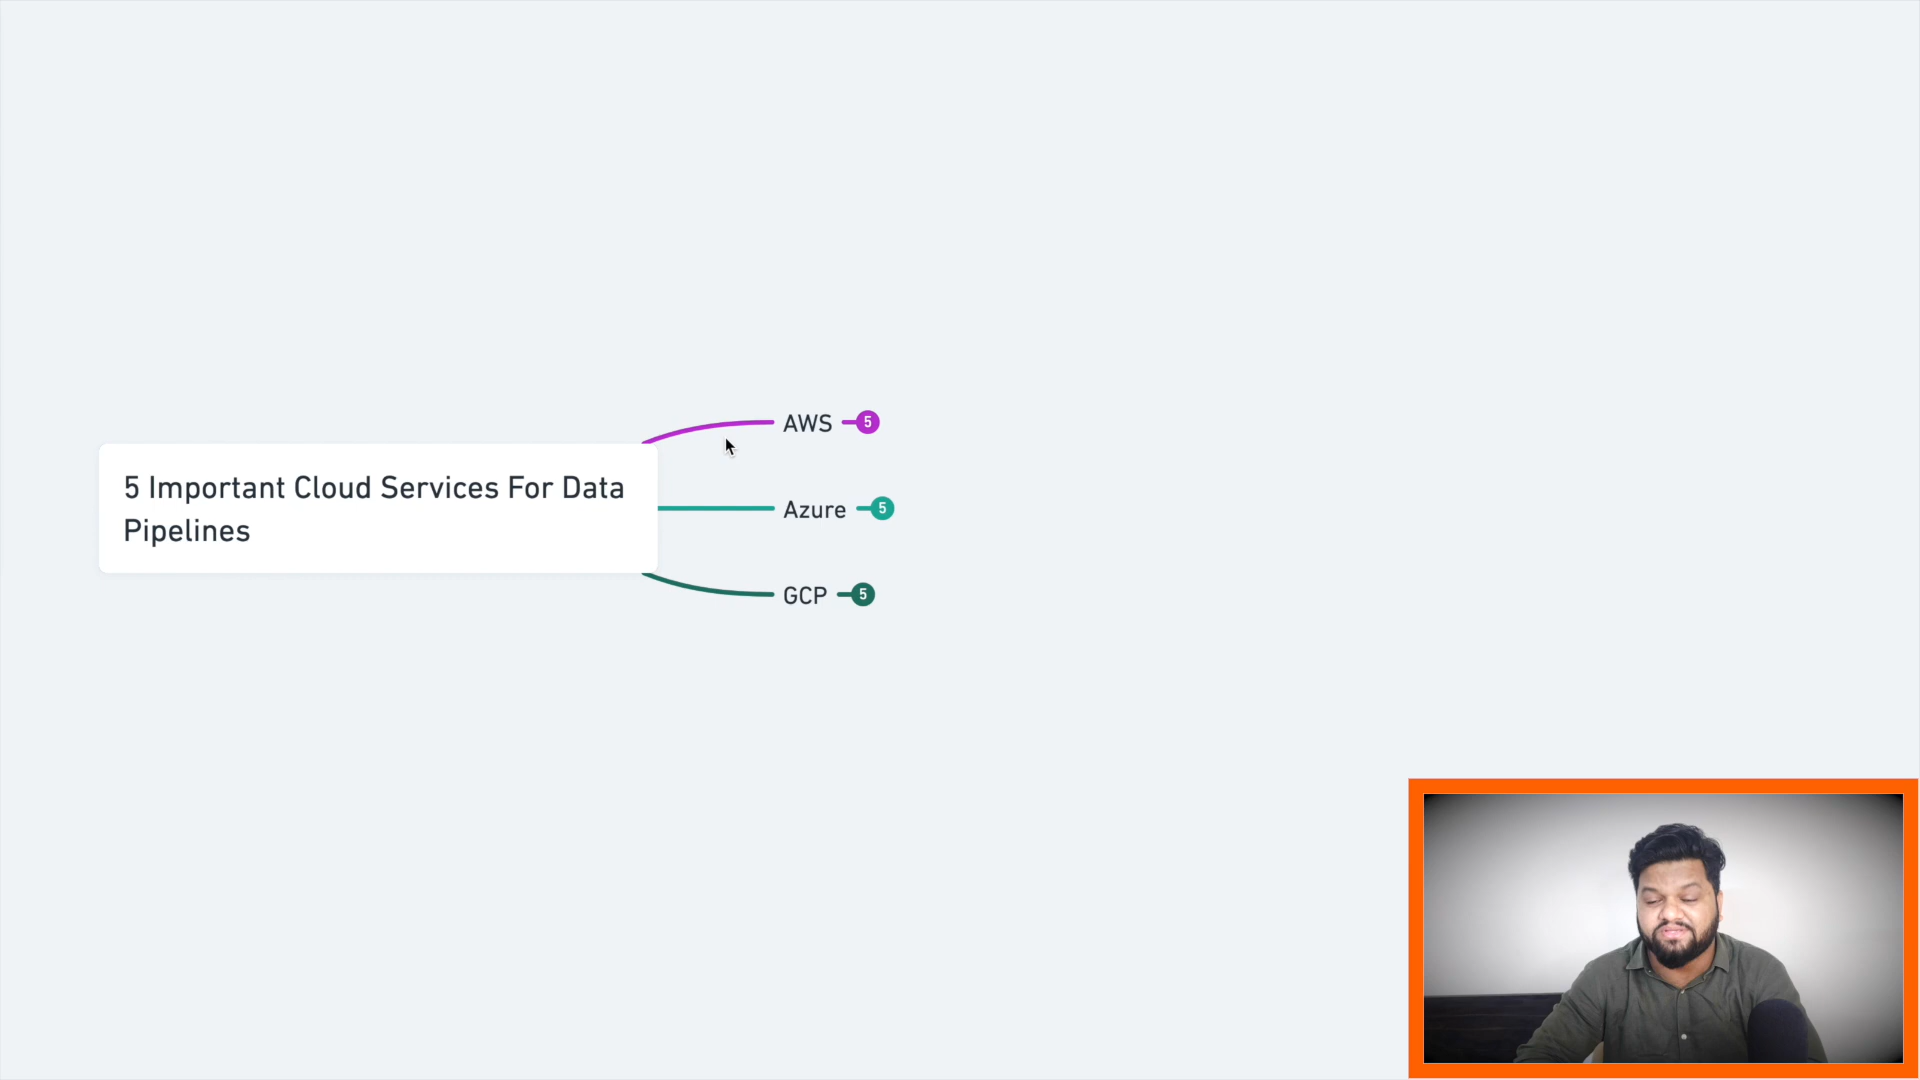 5 Important Cloud Services For Data
Pipelines
AWS 5
Azure 5
GCP 5